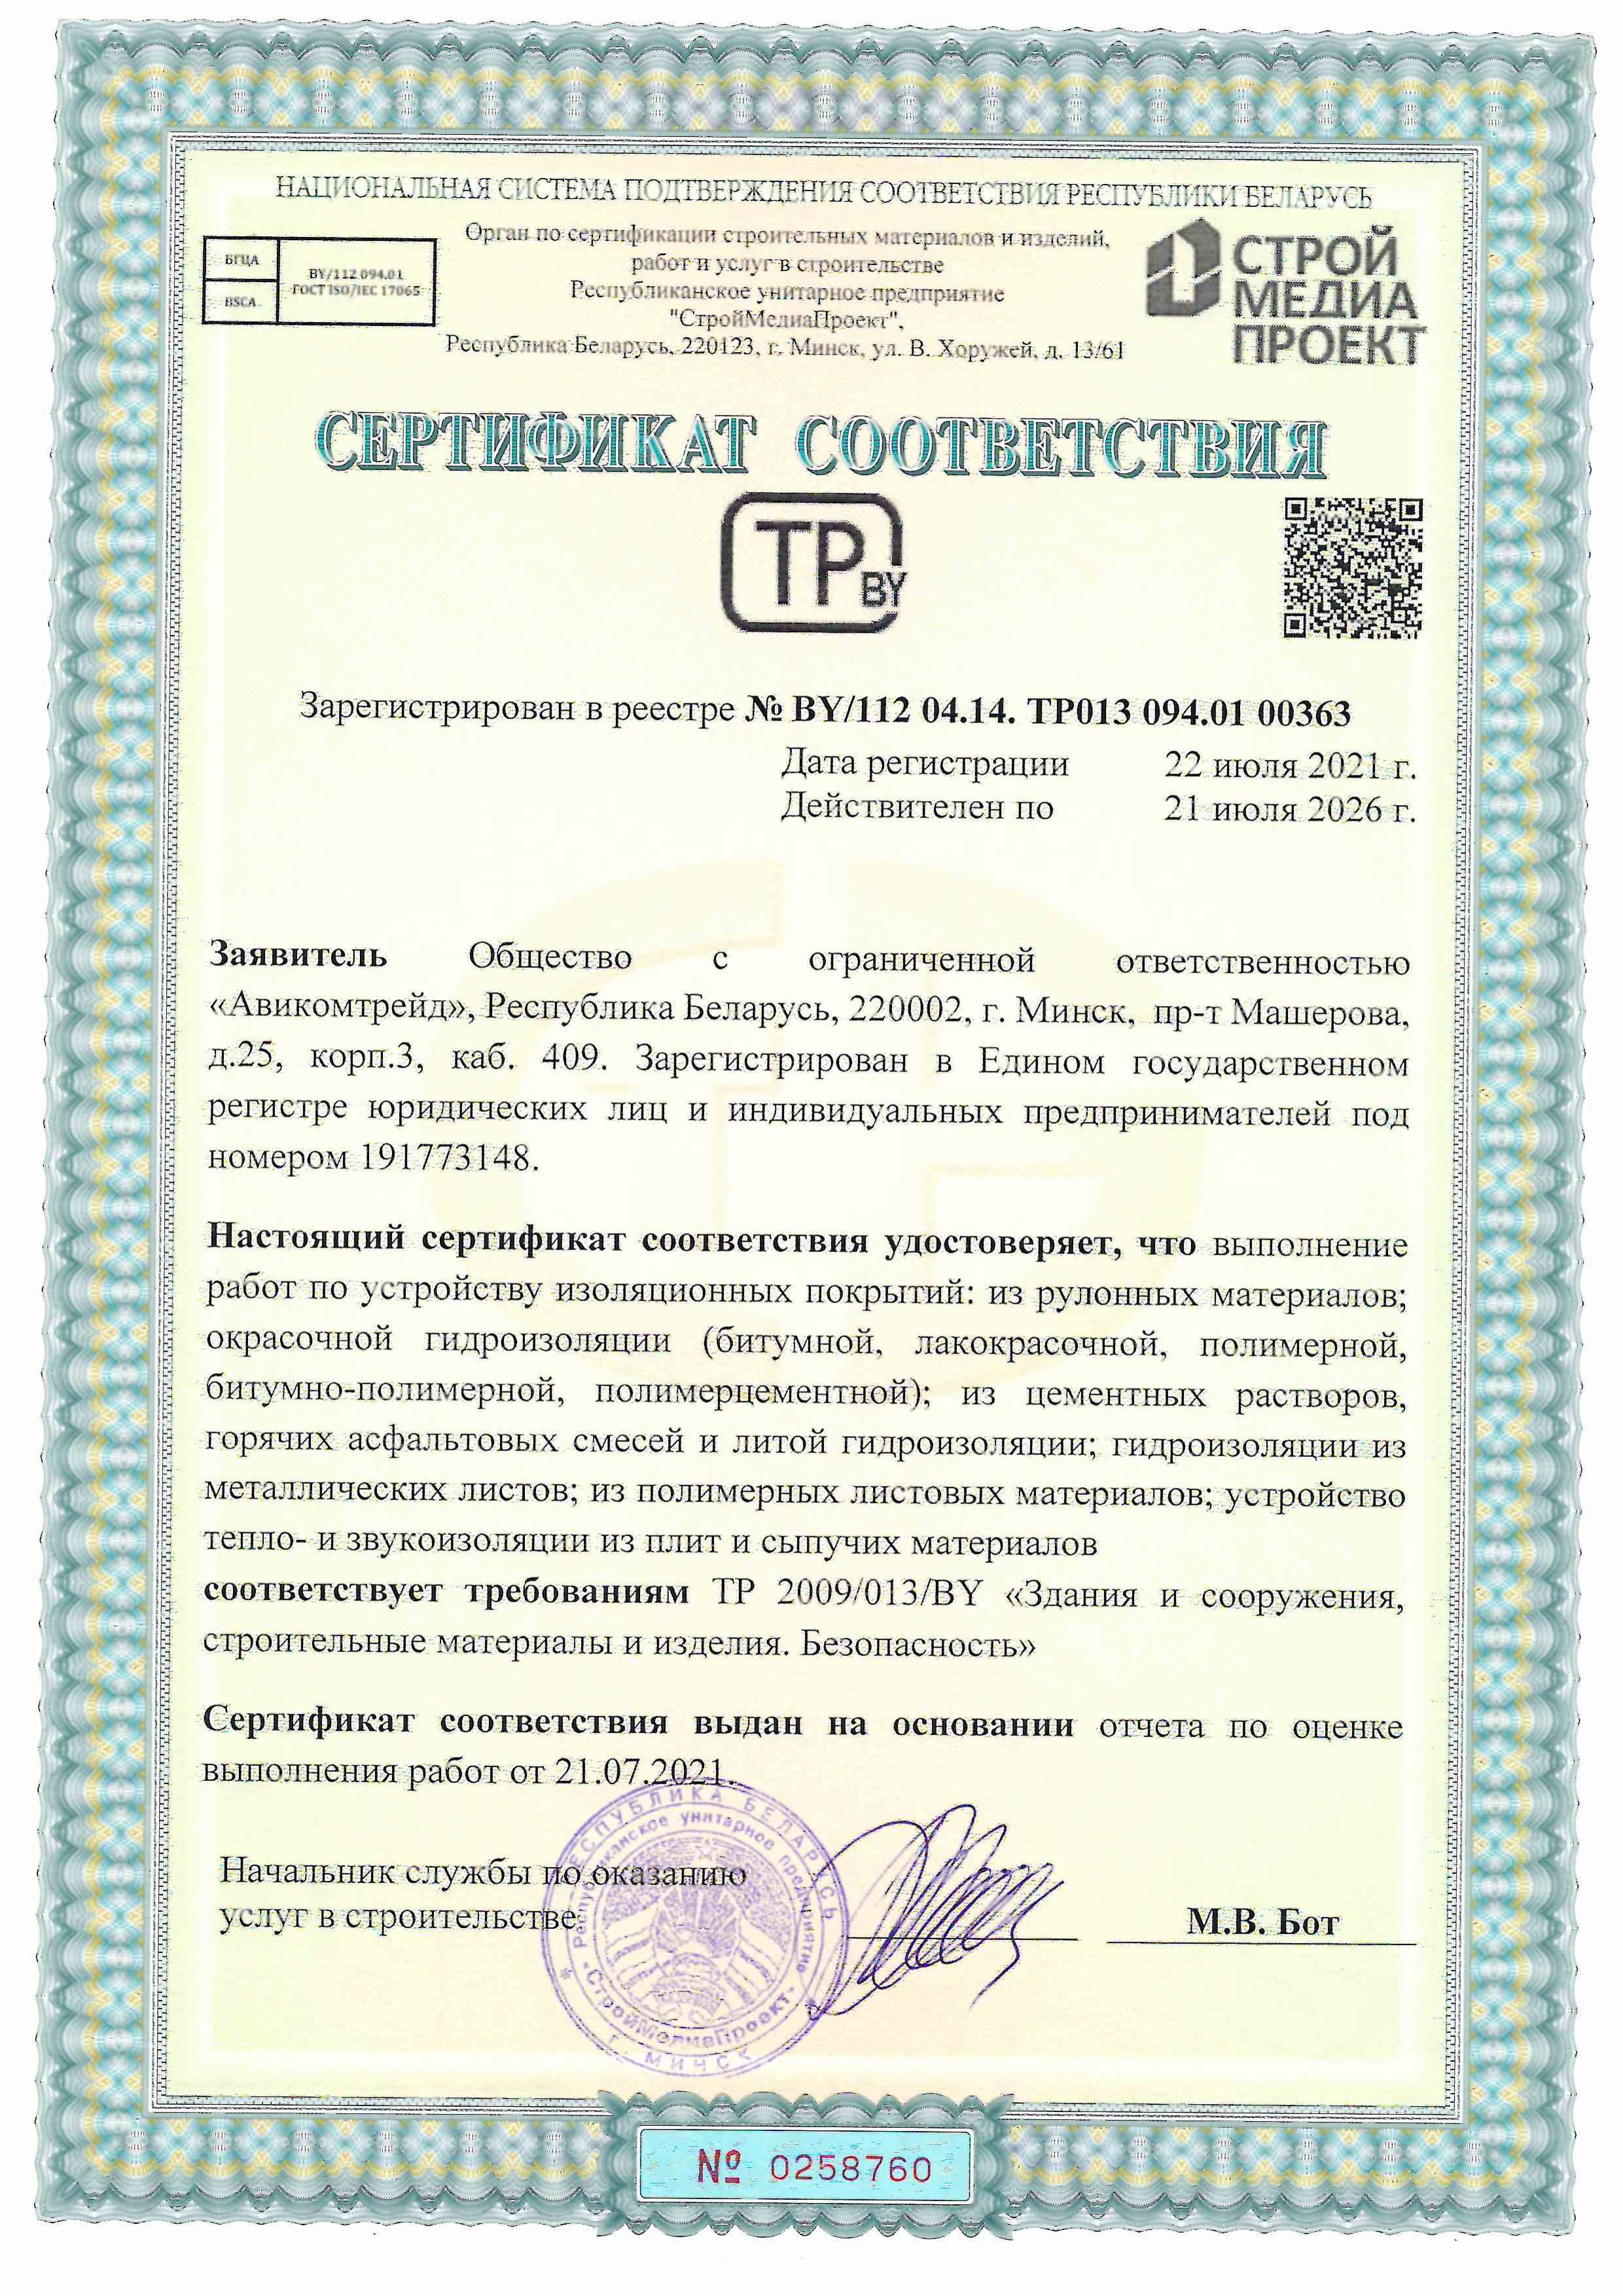 НАЦИОНАЛЬНАЯ СИСТЕМА ПОДТВЕРЖДЕНИЯ СООТВЕТСТВИЯ РЕСПУБЛИКИ БЕЛАРУСЬ
БГЦА
BSCA
BY/112 094.01
ГОСТ ISO/IEC 17065
Орган по сертификации строительных материалов и изделий,
работ и услуг в строительстве
Республиканское унитарное предприятие
"СтройМедиаПроект",
Республика Беларусь, 220123, г. Минск, ул. В. Хоружей, д. 13/61
СТРОЙ
МЕДИА
ПРОЕКТ
СЕРТИФИКАТ СООТВЕТСТВИЯ
ТР BY
Зарегистрирован в реестре № BY/112 04.14. ТР013 094.01 00363
Дата регистрации 22 июля 2021 г.
Действителен по 21 июля 2026 г.
Заявитель Общество с ограниченной ответственностью
«Авикомтрейд», Республика Беларусь, 220002, г. Минск, пр-т Машерова,
д.25, корп.3, каб. 409. Зарегистрирован в Едином государственном
регистре юридических лиц и индивидуальных предпринимателей под
номером 191773148.
Настоящий сертификат соответствия удостоверяет, что выполнение
работ по устройству изоляционных покрытий: из рулонных материалов;
окрасочной гидроизоляции (битумной, лакокрасочной, полимерной,
битумно-полимерной, полимерцементной); из цементных растворов,
горячих асфальтовых смесей и литой гидроизоляции; гидроизоляции из
металлических листов; из полимерных листовых материалов; устройство
тепло- и звукоизоляции из плит и сыпучих материалов
соответствует требованиям ТР 2009/013/BY «Здания и сооружения,
строительные материалы и изделия. Безопасность»
Сертификат соответствия выдан на основании отчета по оценке
выполнения работ от 21.07.2021.
Начальник службы по оказанию
услуг в строительстве
М.В. Бот
РЕСПУБЛИКА БЕЛАРУСЬ
Республиканское унитарное предприятие
«СтройМедиаПроект»
г. МИНСК
№ 0258760